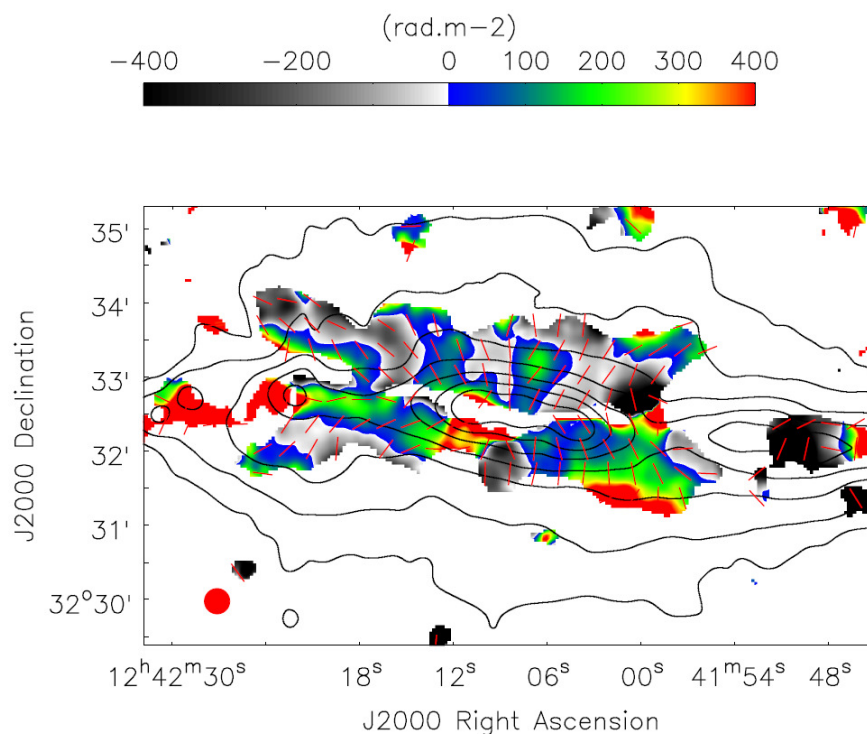 (rad.m−2)
−400 −200 0 100 200 300 400
35'
34'
33'
32'
31'
32°30'
J2000 Declination
12ʰ42ᵐ30ˢ 18ˢ 12ˢ 06ˢ 00ˢ 41ᵐ54ˢ 48ˢ
J2000 Right Ascension